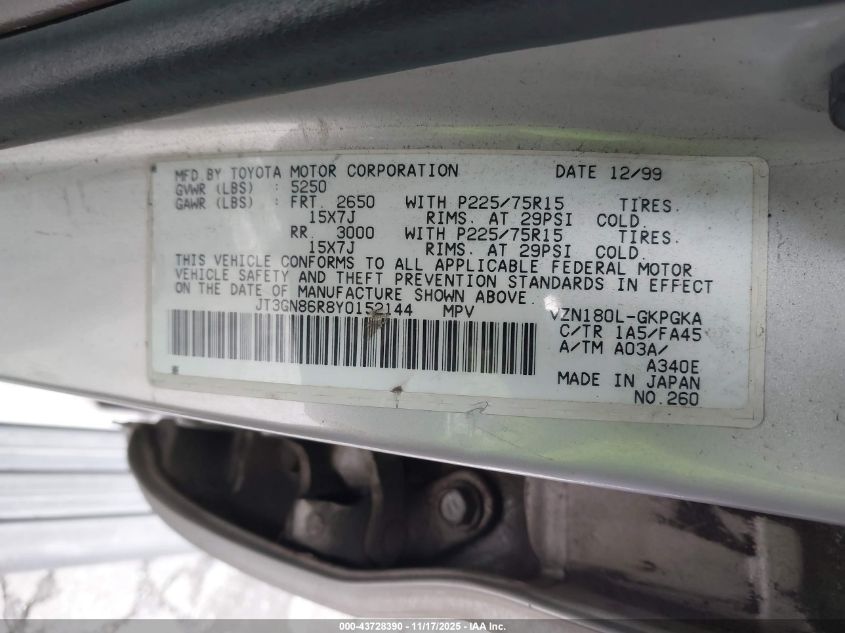 MFD.BY TOYOTA MOTOR CORPORATION DATE 12/99
GVWR (LBS) : 5250
GAWR (LBS) : FRT. 2650 WITH P225/75R15 TIRES.
15X7J RIMS. AT 29PSI COLD.
RR. 3000 WITH P225/75R15 TIRES.
15X7J RIMS. AT 29PSI COLD.
THIS VEHICLE CONFORMS TO ALL APPLICABLE FEDERAL MOTOR
VEHICLE SAFETY AND THEFT PREVENTION STANDARDS IN EFFECT
ON THE DATE OF MANUFACTURE SHOWN ABOVE.
JT3GN86R8Y0152144 MPV VZN180L-GKPGKA
C/TR 1A5/FA45
A/TM A03A/
A340E
MADE IN JAPAN
NO.260
000-43728390 - 11/17/2025 - IAA Inc.